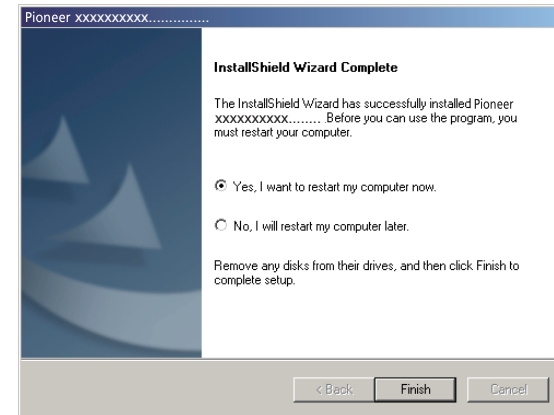 Pioneer xxxxxxxxxx...............
InstallShield Wizard Complete
The InstallShield Wizard has successfully installed Pioneer
xxxxxxxxxx........ .Before you can use the program, you
must restart your computer.
Yes, I want to restart my computer now.
No, I will restart my computer later.
Remove any disks from their drives, and then click Finish to
complete setup.
< Back
Finish
Cancel